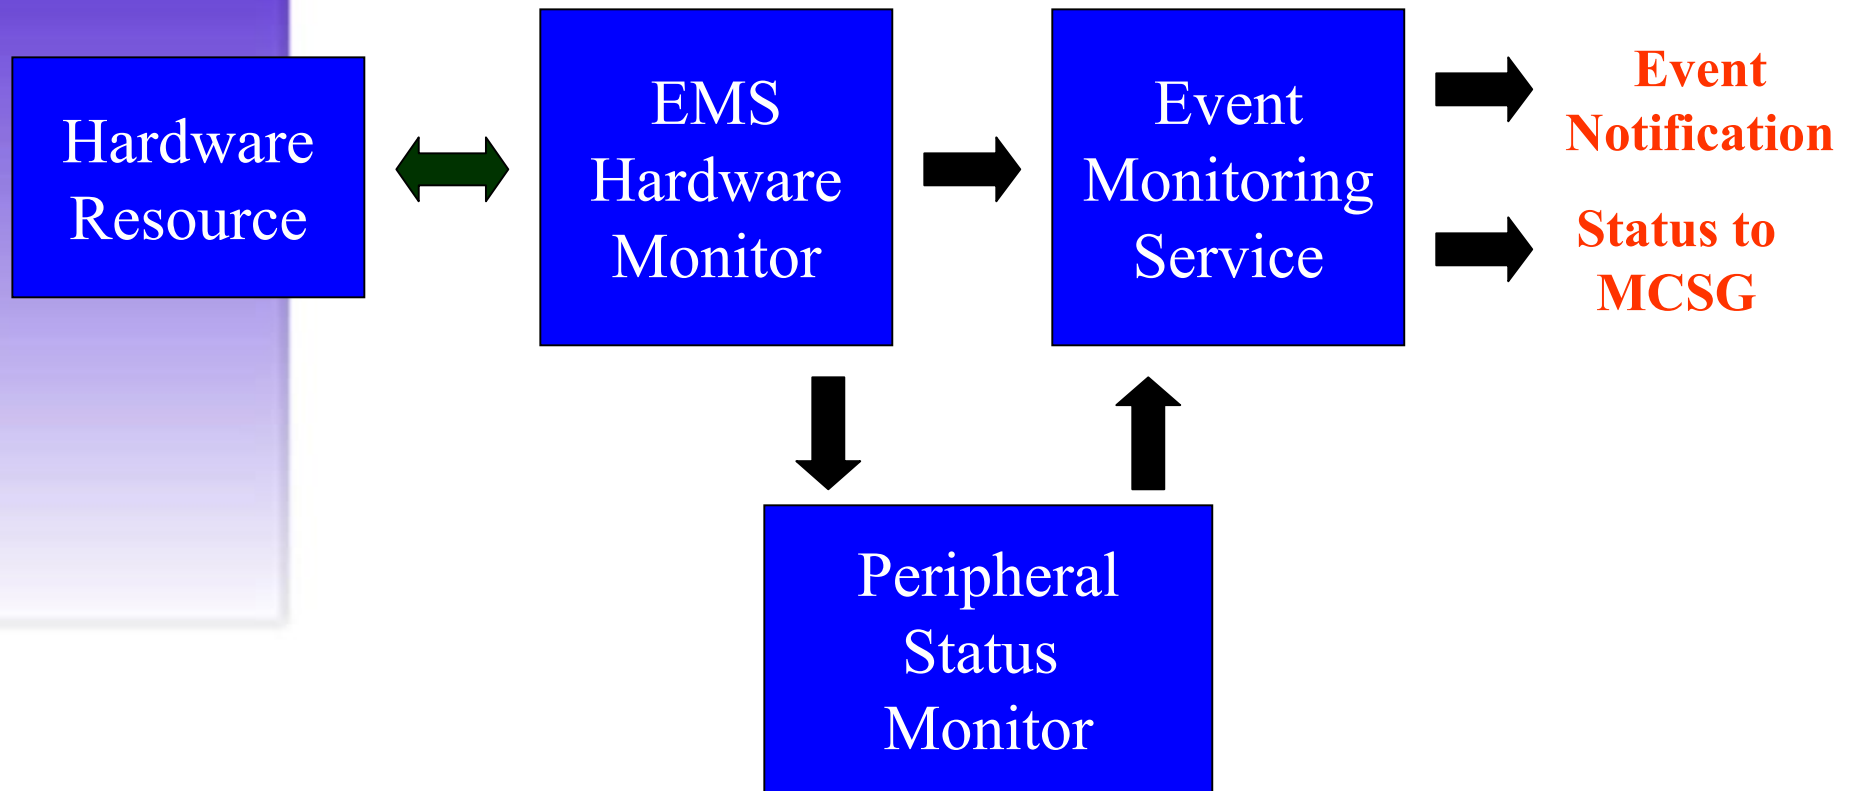 Hardware
Resource
EMS
Hardware
Monitor
Event
Monitoring
Service
Event
Notification
Status to
MCSG
Peripheral
Status
Monitor